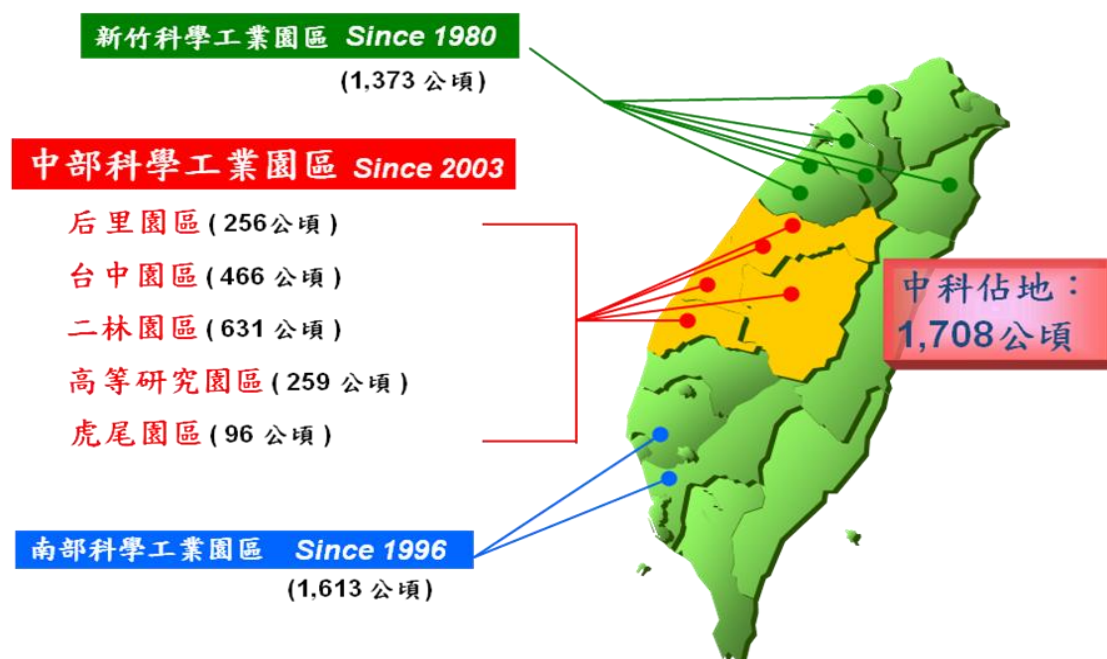 新竹科學工業園區 Since 1980
(1,373 公頃)
中部科學工業園區 Since 2003
后里園區 ( 256公頃 )
台中園區 ( 466 公頃 )
二林園區 ( 631 公頃 )
高等研究園區 ( 259 公頃 )
虎尾園區 ( 96 公頃 )
中科佔地：
1,708公頃
南部科學工業園區 Since 1996
(1,613 公頃)